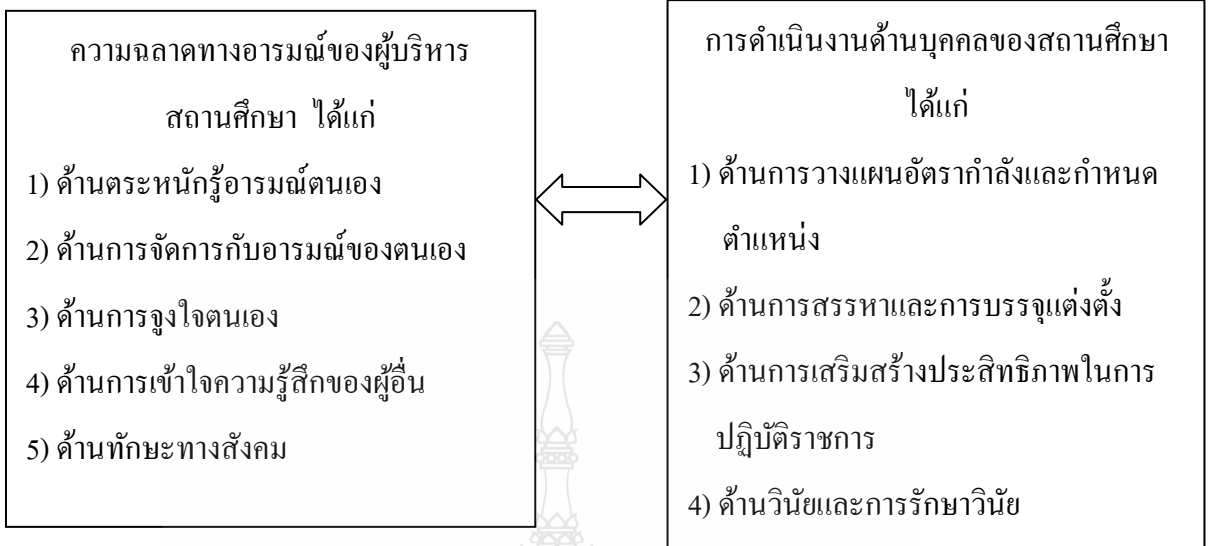 ความฉลาดทางอารมณ์ของผู้บริหาร
สถานศึกษา ได้แก่
1) ด้านตระหนักรู้อารมณ์ตนเอง
2) ด้านการจัดการกับอารมณ์ของตนเอง
3) ด้านการจูงใจตนเอง
4) ด้านการเข้าใจความรู้สึกของผู้อื่น
5) ด้านทักษะทางสังคม
การดำเนินงานด้านบุคคลของสถานศึกษา
ได้แก่
1) ด้านการวางแผนอัตรากำลังและกำหนด
ตำแหน่ง
2) ด้านการสรรหาและการบรรจุแต่งตั้ง
3) ด้านการเสริมสร้างประสิทธิภาพในการ
ปฏิบัติราชการ
4) ด้านวินัยและการรักษาวินัย